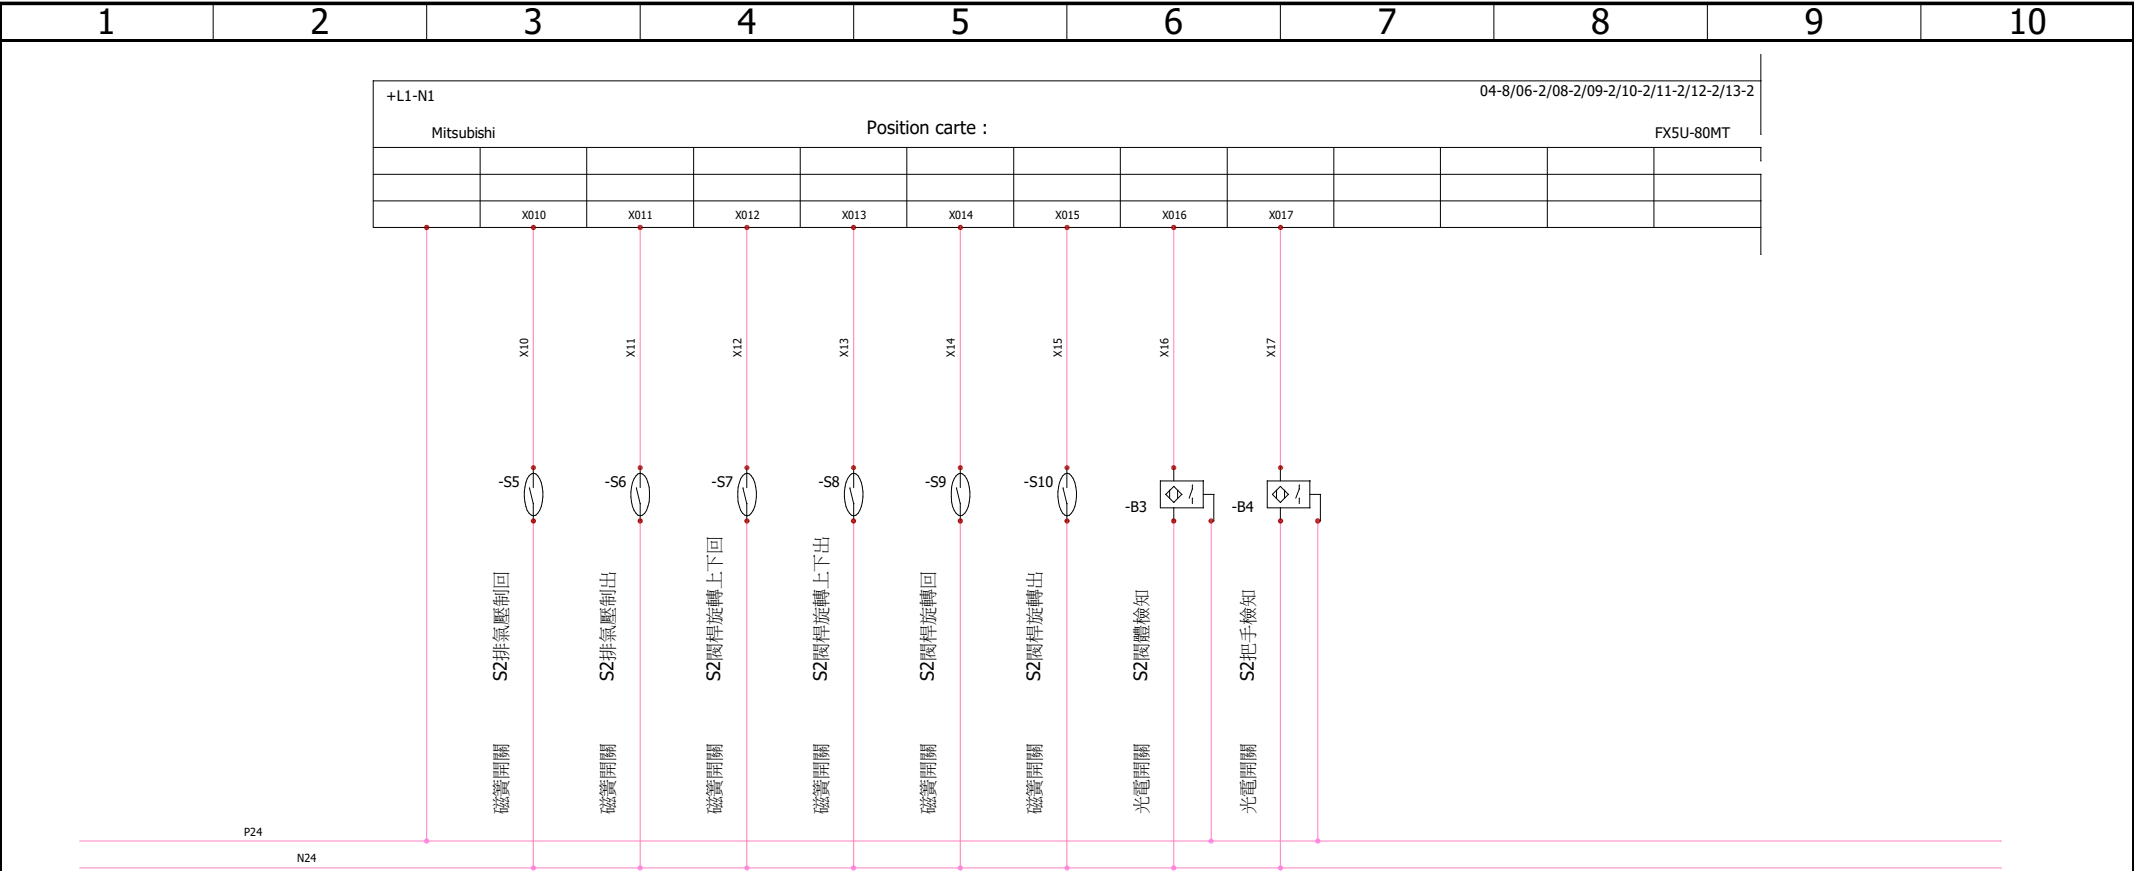 1 2 3 4 5 6 7 8 9 10
+L1-N1 04-8/06-2/08-2/09-2/10-2/11-2/12-2/13-2
Mitsubishi Position carte : FX5U-80MT
X010 X011 X012 X013 X014 X015 X016 X017
X10 X11 X12 X13 X14 X15 X16 X17
-S5 -S6 -S7 -S8 -S9 -S10 -B3 -B4
S2排氣壓制回
S2排氣壓制出
S2閥桿旋轉上下回
S2閥桿旋轉上下出
S2閥桿旋轉回
S2閥桿旋轉出
S2閥體檢知
S2把手檢知
磁簧開關
磁簧開關
磁簧開關
磁簧開關
磁簧開關
磁簧開關
光電開關
光電開關
P24
N24